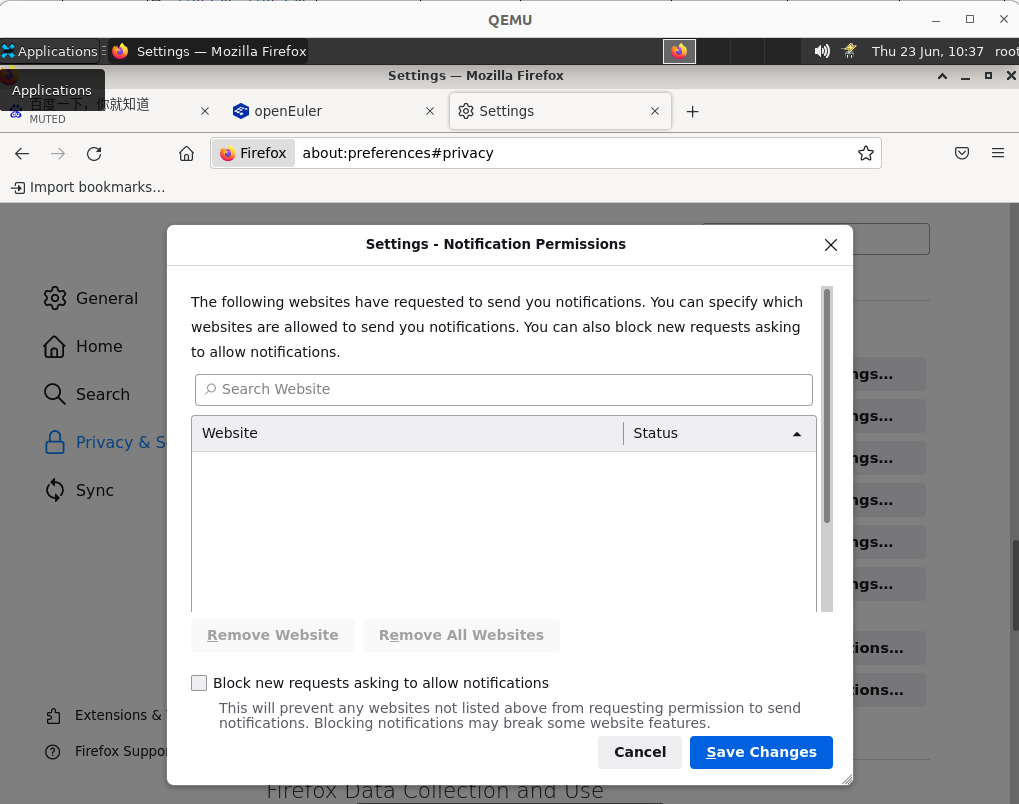 QEMU
Applications
Settings — Mozilla Firefox
Thu 23 Jun, 10:37
root
Settings — Mozilla Firefox
Applications
你就知道
MUTED
openEuler
Settings
Firefox
about:preferences#privacy
Import bookmarks...
Settings - Notification Permissions
The following websites have requested to send you notifications. You can specify which
websites are allowed to send you notifications. You can also block new requests asking
to allow notifications.
Search Website
Website
Status
Remove Website
Remove All Websites
Block new requests asking to allow notifications
This will prevent any websites not listed above from requesting permission to send
notifications. Blocking notifications may break some website features.
Cancel
Save Changes
General
Home
Search
Privacy & S
Sync
Extensions &
Firefox Suppo
ngs...
ngs...
ngs...
ngs...
ngs...
ngs...
tions...
tions...
Firefox Data Collection and Use